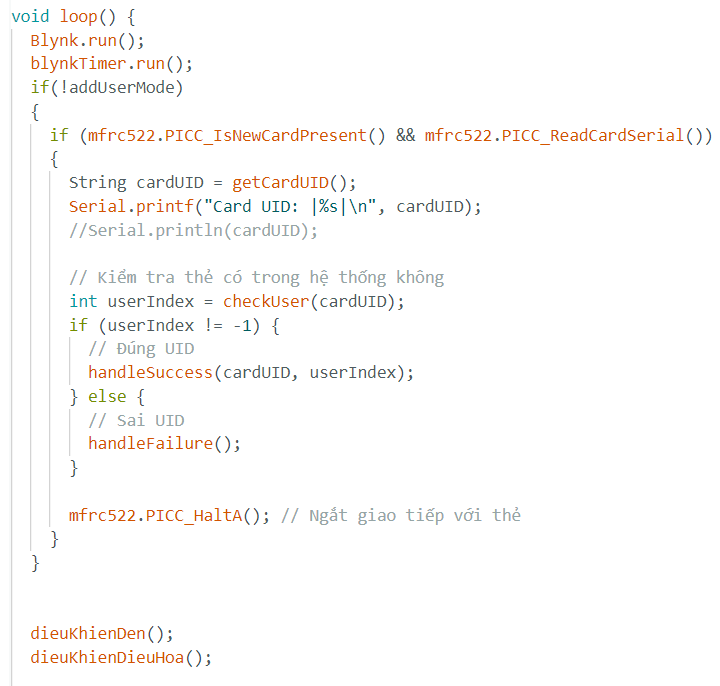 void loop() {
Blynk.run();
blynkTimer.run();
if(!addUserMode)
{
if (mfrc522.PICC_IsNewCardPresent() && mfrc522.PICC_ReadCardSerial())
{
String cardUID = getCardUID();
Serial.printf("Card UID: |%s|\n", cardUID);
//Serial.println(cardUID);
// Kiểm tra thẻ có trong hệ thống không
int userIndex = checkUser(cardUID);
if (userIndex != -1) {
// Đúng UID
handleSuccess(cardUID, userIndex);
} else {
// Sai UID
handleFailure();
}
mfrc522.PICC_HaltA(); // Ngắt giao tiếp với thẻ
}
}
dieuKhienDen();
dieuKhienDieuHoa();